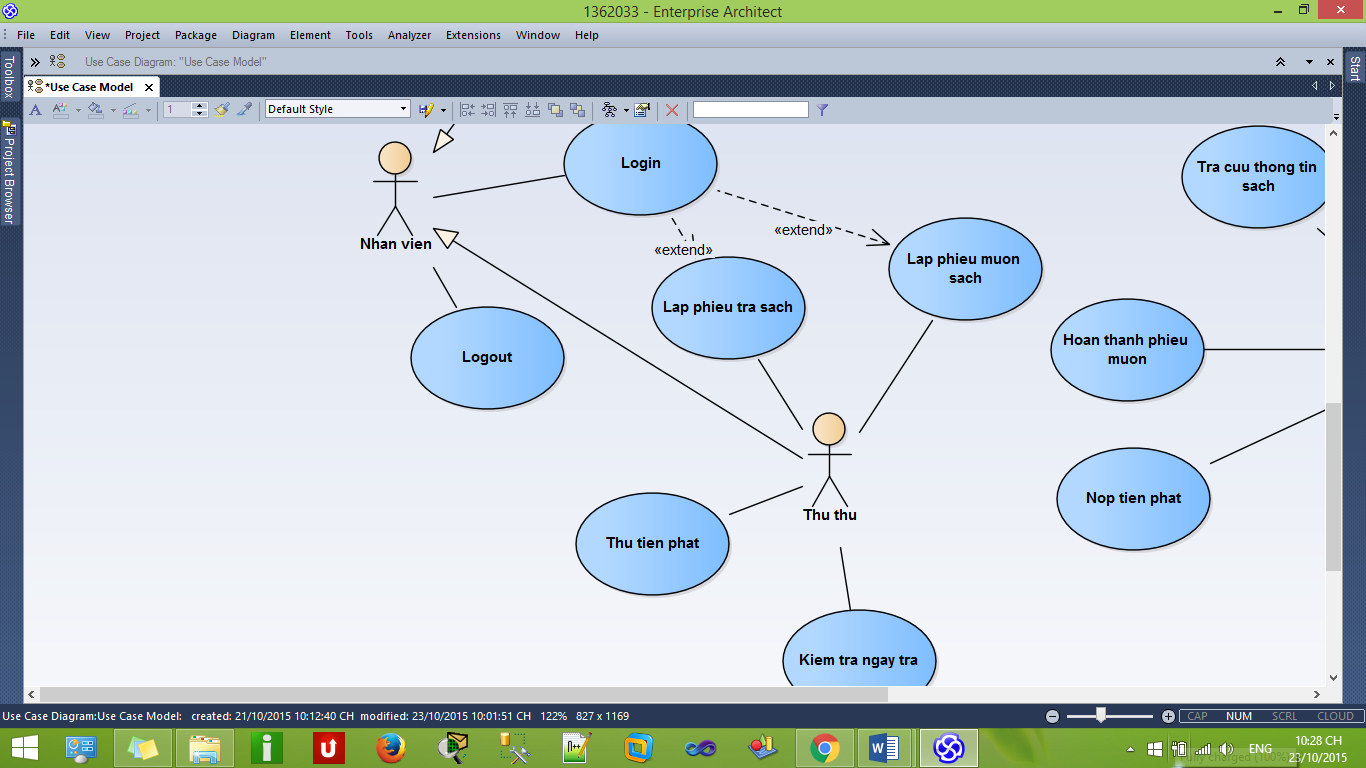 1362033 - Enterprise Architect
File Edit View Project Package Diagram Element Tools Analyzer Extensions Window Help
Toolbox
Project Browser
Start
Use Case Diagram: "Use Case Model"
*Use Case Model
A
1
Default Style
Login
Tra cuu thong tin
sach
Nhan vien
«extend»
«extend»
Lap phieu muon
sach
Lap phieu tra sach
Logout
Hoan thanh phieu
muon
Nop tien phat
Thu thu
Thu tien phat
Kiem tra ngay tra
Use Case Diagram:Use Case Model: created: 21/10/2015 10:12:40 CH modified: 23/10/2015 10:01:51 CH 122% 827 x 1169
CAP NUM SCRL CLOUD
ENG
10:28 CH
23/10/2015